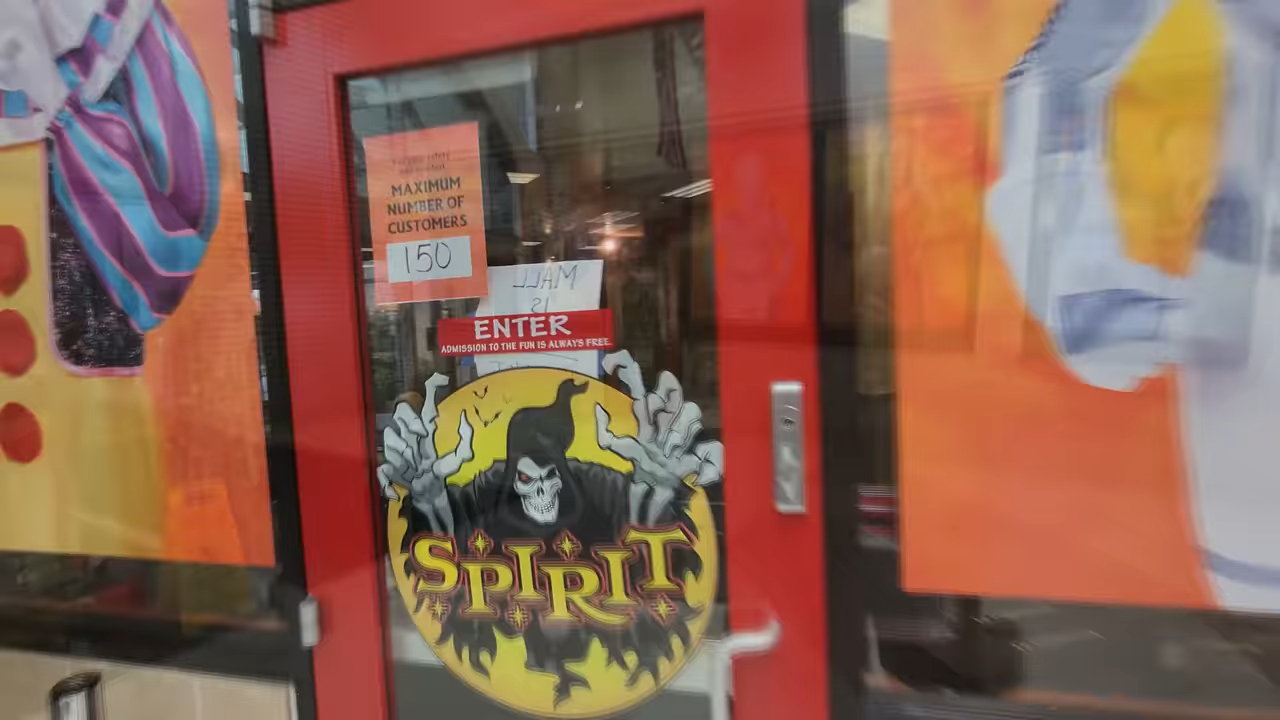 MAXIMUM
NUMBER OF
CUSTOMERS
150
MALL
IS
ENTER
ADMISSION TO THE FUN IS ALWAYS FREE.
SPIRIT